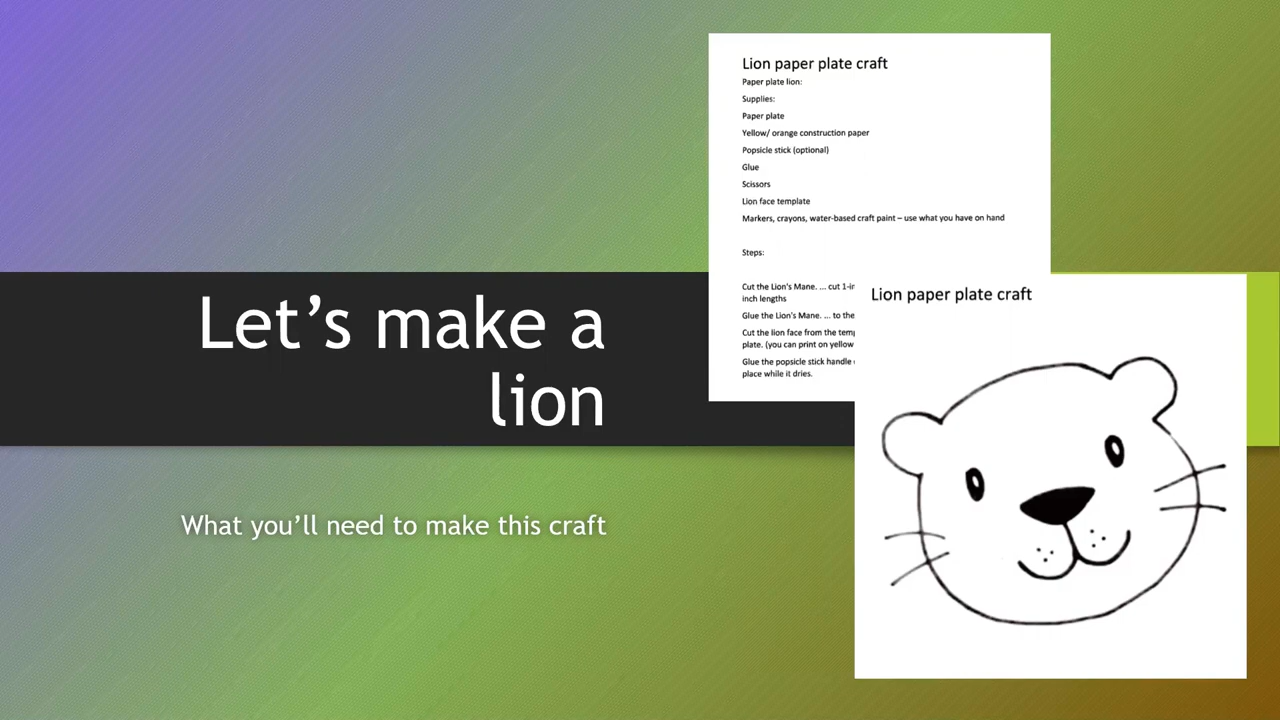 Let's make a
lion
What you'll need to make this craft
Lion paper plate craft
Paper plate lion:
Supplies:
Paper plate
Yellow/ orange construction paper
Popsicle stick (optional)
Glue
Scissors
Lion face template
Markers, crayons, water-based craft paint – use what you have on hand
Steps:
Cut the Lion's Mane. ... cut 1-in
inch lengths
Glue the Lion's Mane. ... to the
Cut the lion face from the temp
plate. (you can print on yellow
Glue the popsicle stick handle
place while it dries.
Lion paper plate craft